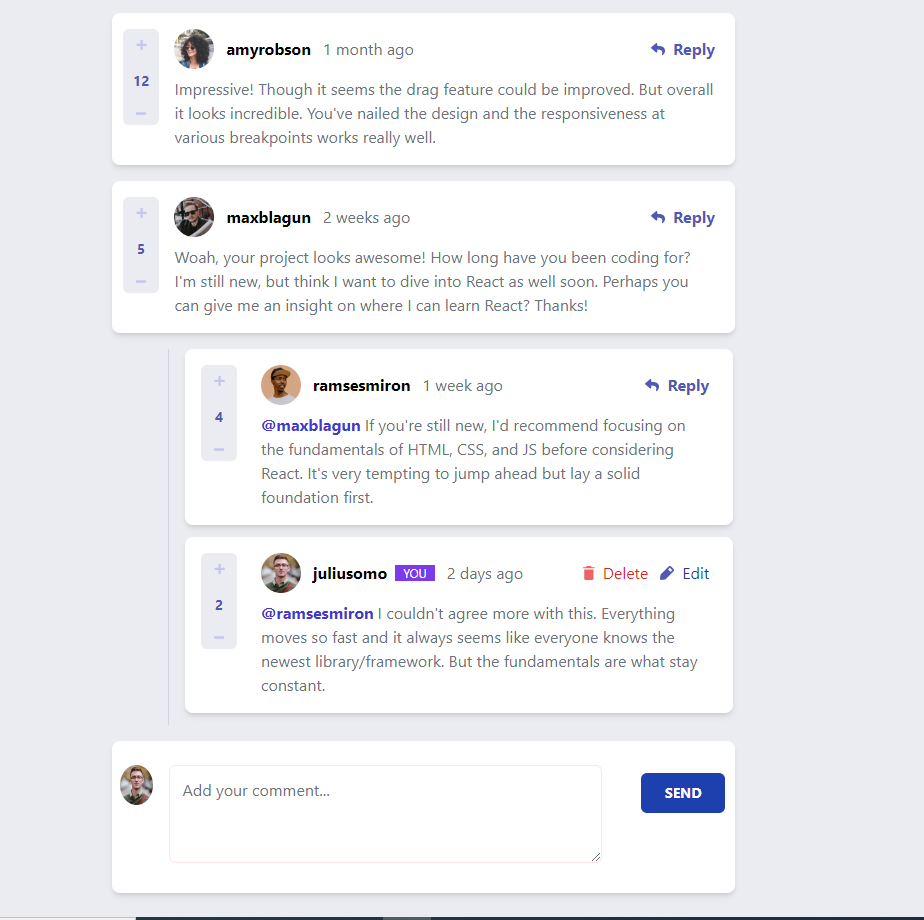 +
amyrobson 1 month ago Reply
12
Impressive! Though it seems the drag feature could be improved. But overall
it looks incredible. You've nailed the design and the responsiveness at
–
various breakpoints works really well.
+
maxblagun 2 weeks ago Reply
5
Woah, your project looks awesome! How long have you been coding for?
I'm still new, but think I want to dive into React as well soon. Perhaps you
–
can give me an insight on where I can learn React? Thanks!
+
ramsesmiron 1 week ago Reply
4
@maxblagun If you're still new, I'd recommend focusing on
the fundamentals of HTML, CSS, and JS before considering
–
React. It's very tempting to jump ahead but lay a solid
foundation first.
+
juliusomo YOU 2 days ago Delete Edit
2
@ramsesmiron I couldn't agree more with this. Everything
moves so fast and it always seems like everyone knows the
–
newest library/framework. But the fundamentals are what stay
constant.
Add your comment...
SEND